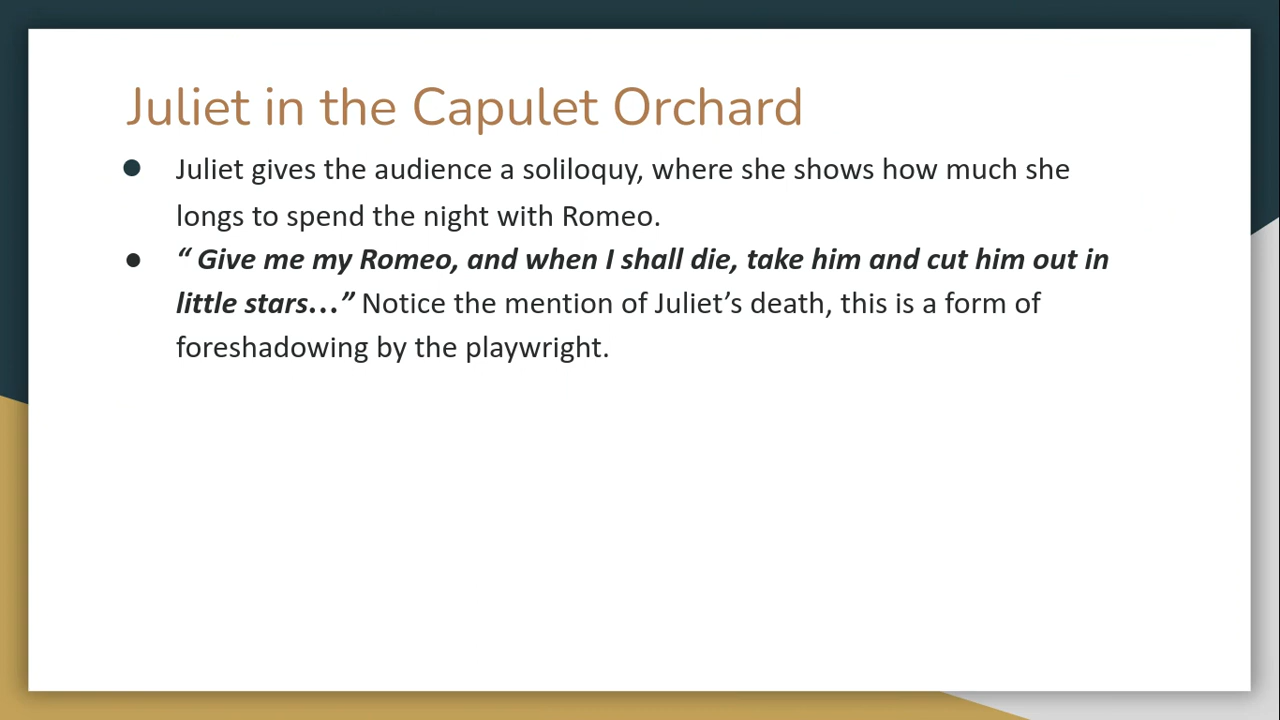 Juliet in the Capulet Orchard
● Juliet gives the audience a soliloquy, where she shows how much she
longs to spend the night with Romeo.
● “ Give me my Romeo, and when I shall die, take him and cut him out in
little stars…” Notice the mention of Juliet’s death, this is a form of
foreshadowing by the playwright.